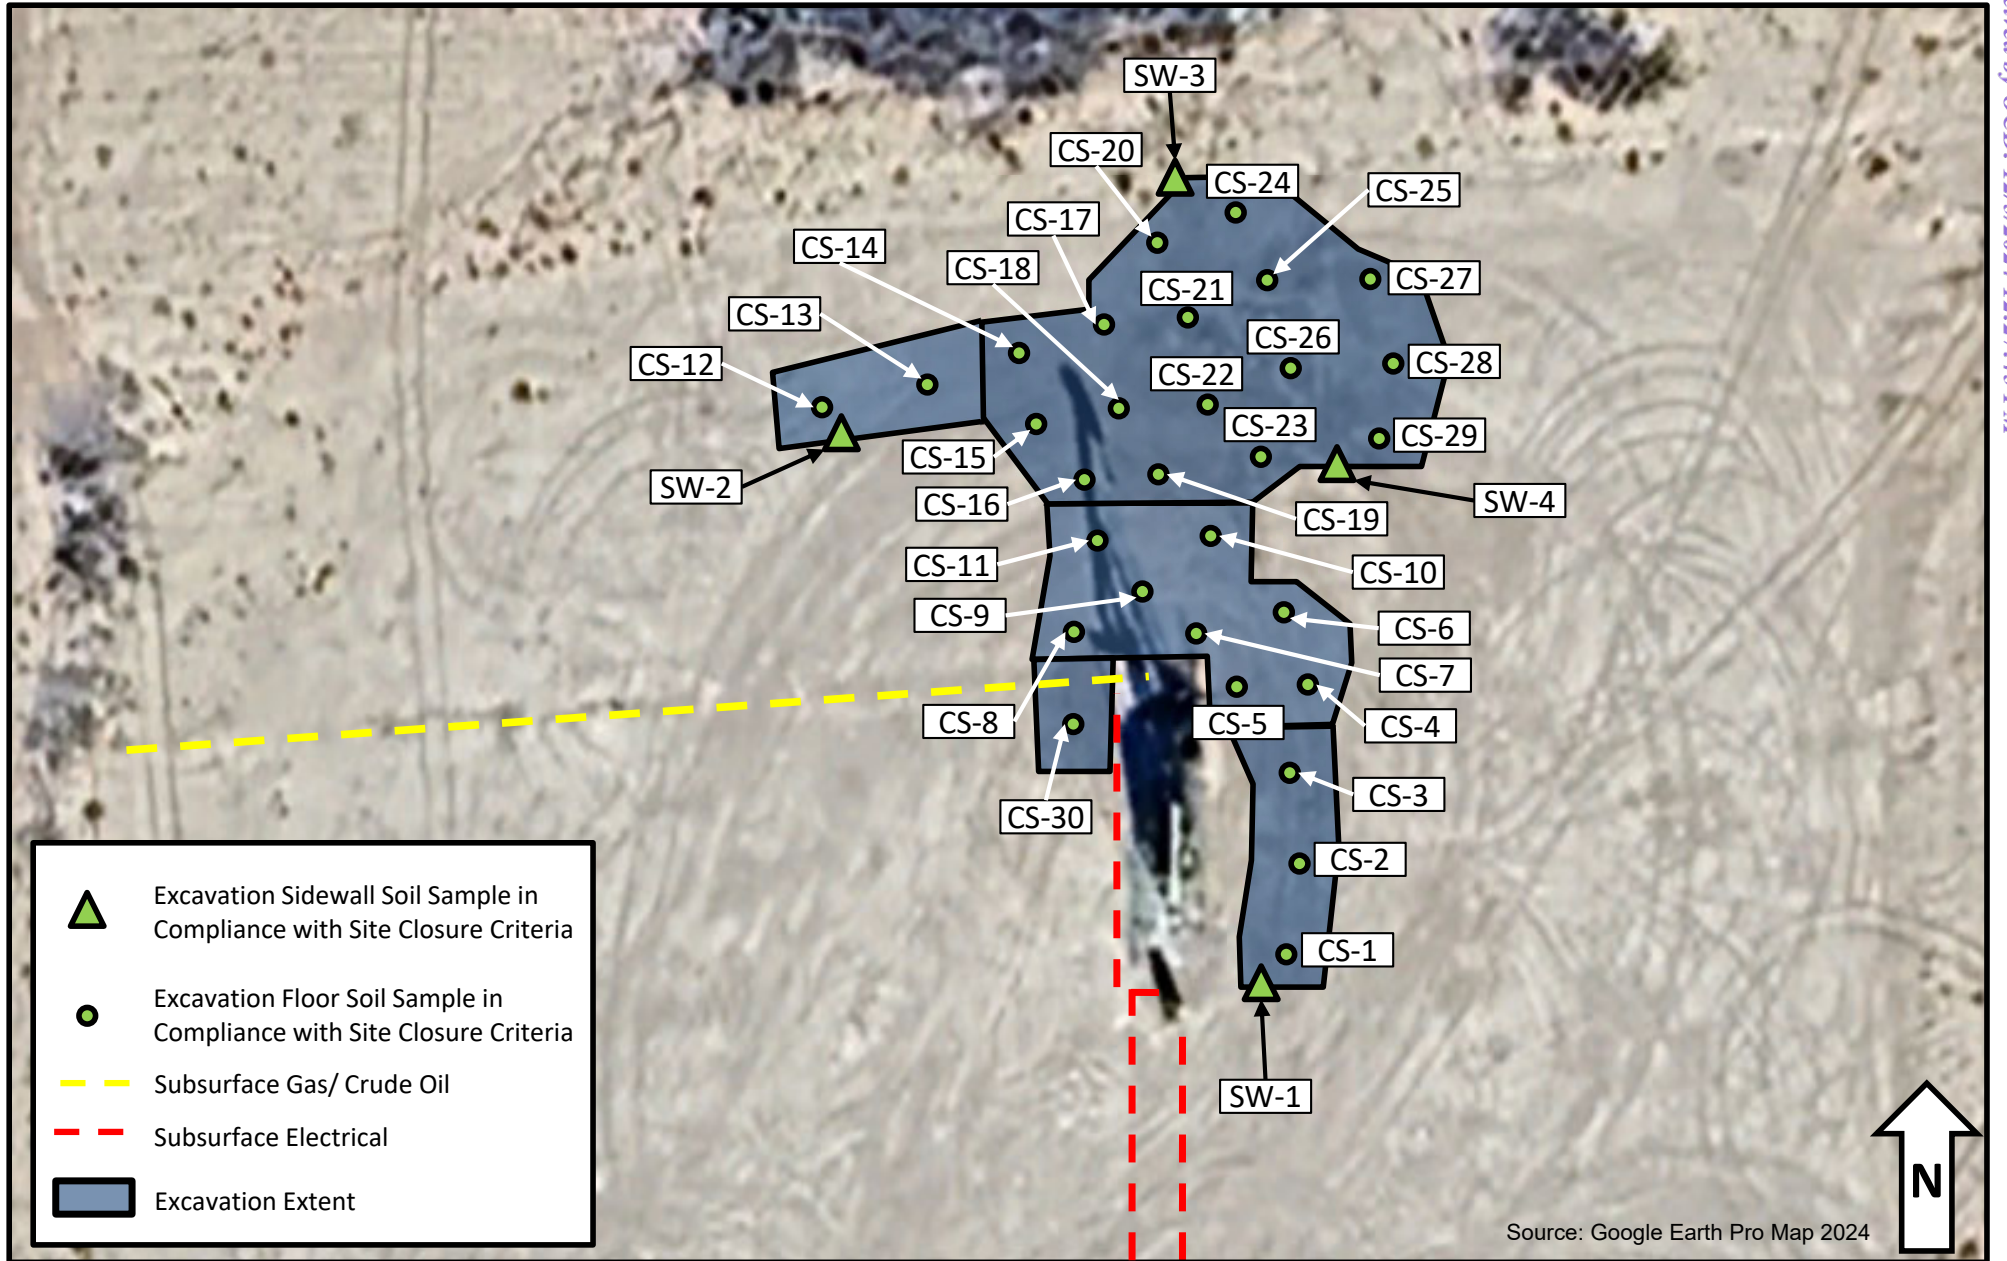 SW-3
CS-20
CS-24
CS-25
CS-17
CS-14
CS-18
CS-27
CS-21
CS-13
CS-26
CS-12
CS-28
CS-22
CS-23
CS-29
CS-15
SW-2
CS-16
SW-4
CS-19
CS-11
CS-10
CS-9
CS-6
CS-7
CS-8
CS-5
CS-4
CS-3
CS-30
CS-2
CS-1
SW-1
Excavation Sidewall Soil Sample in
Compliance with Site Closure Criteria
Excavation Floor Soil Sample in
Compliance with Site Closure Criteria
Subsurface Gas/ Crude Oil
Subsurface Electrical
Excavation Extent
N
Source: Google Earth Pro Map 2024